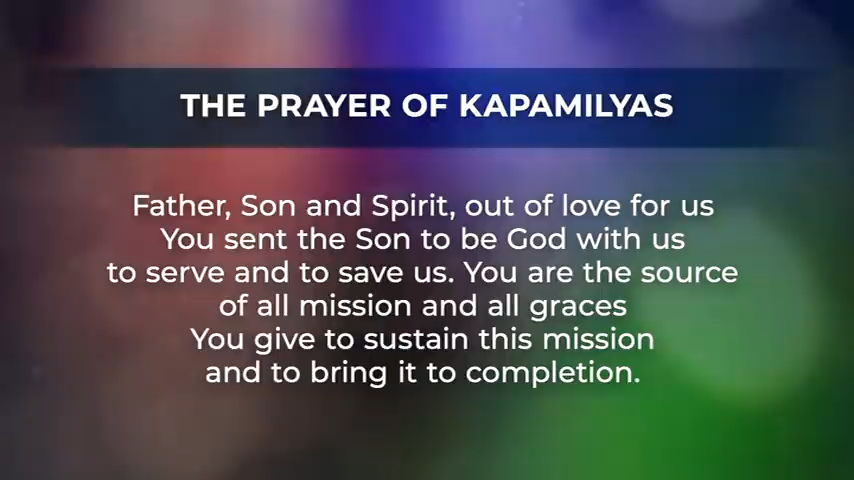 THE PRAYER OF KAPAMILYAS
Father, Son and Spirit, out of love for us
You sent the Son to be God with us
to serve and to save us. You are the source
of all mission and all graces
You give to sustain this mission
and to bring it to completion.